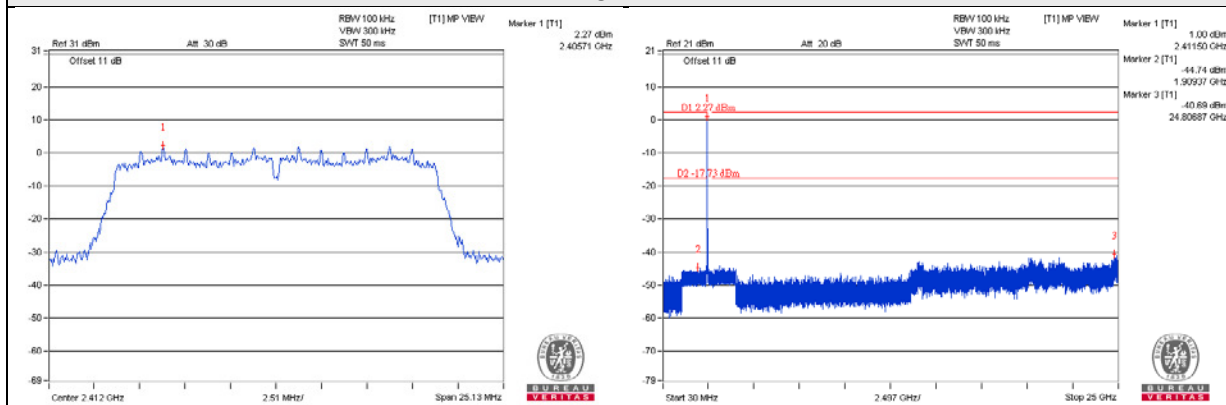 RBW 100 kHz
VBW 300 kHz
SWT 50 ms
[T1] MP VIEW
Marker 1 [T1]
2.27 dBm
2.40571 GHz
Ref 31 dBm
Att 30 dB
Offset 11 dB
31
20
10
0
-10
-20
-30
-40
-50
-60
-69
1
Center 2.412 GHz
2.51 MHz/
Span 25.13 MHz
BUREAU
VERITAS
RBW 100 kHz
VBW 300 kHz
SWT 50 ms
[T1] MP VIEW
Marker 1 [T1]
1.00 dBm
2.41150 GHz
Marker 2 [T1]
-44.74 dBm
1.90937 GHz
Marker 3 [T1]
-40.69 dBm
24.80687 GHz
Ref 21 dBm
Att 20 dB
Offset 11 dB
21
10
0
-10
-20
-30
-40
-50
-60
-70
-79
1
D1 2.27 dBm
D2 -17.73 dBm
2
3
Start 30 MHz
2.497 GHz/
Stop 25 GHz
BUREAU
VERITAS